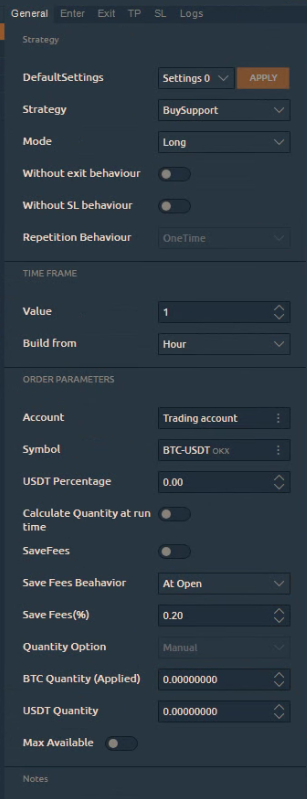 General Enter Exit TP SL Logs
Strategy
DefaultSettings Settings 0 APPLY
Strategy BuySupport
Mode Long
Without exit behaviour
Without SL behaviour
Repetition Behaviour OneTime
TIME FRAME
Value 1
Build from Hour
ORDER PARAMETERS
Account Trading account
Symbol BTC-USDT OKX
USDT Percentage 0.00
Calculate Quantity at run
time
SaveFees
Save Fees Beahavior At Open
Save Fees(%) 0.20
Quantity Option Manual
BTC Quantity (Applied) 0.00000000
USDT Quantity 0.00000000
Max Available
Notes